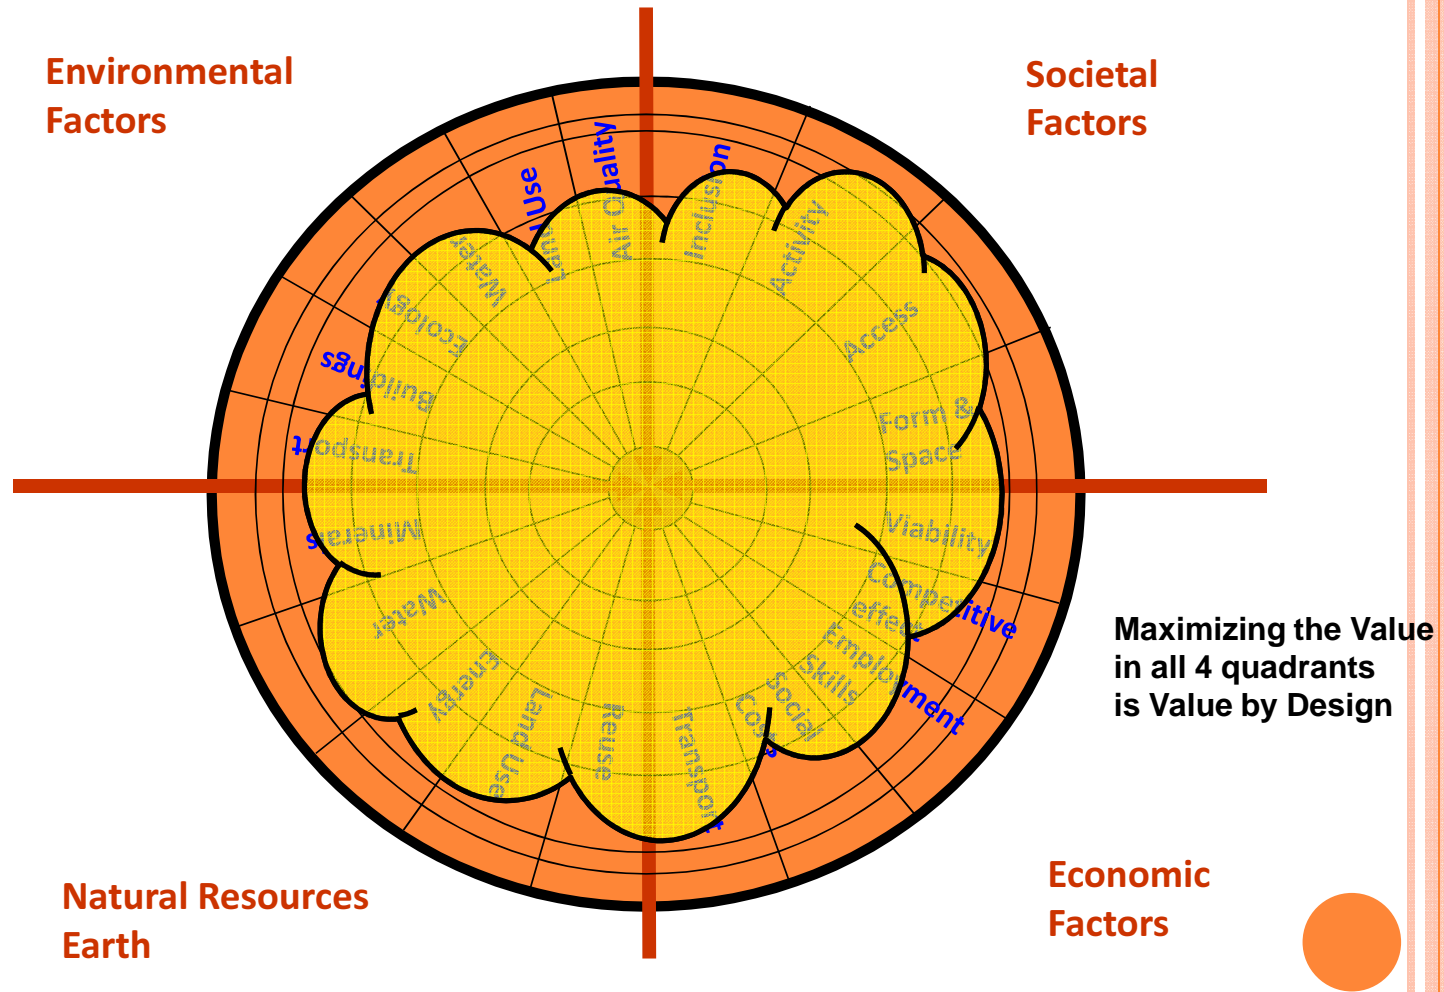 Environmental
Factors
Societal
Factors
Air Quality
Inclusion
Land Use
Activity
Water
Ecology
Access
Buildings
Form &
Space
Transport
Viability
Minerals
Competitive
effect
Water
Employment
Skills
Energy
Social
Costs
Land Use
Reuse
Transport
Maximizing the Value
in all 4 quadrants
is Value by Design
Natural Resources
Earth
Economic
Factors